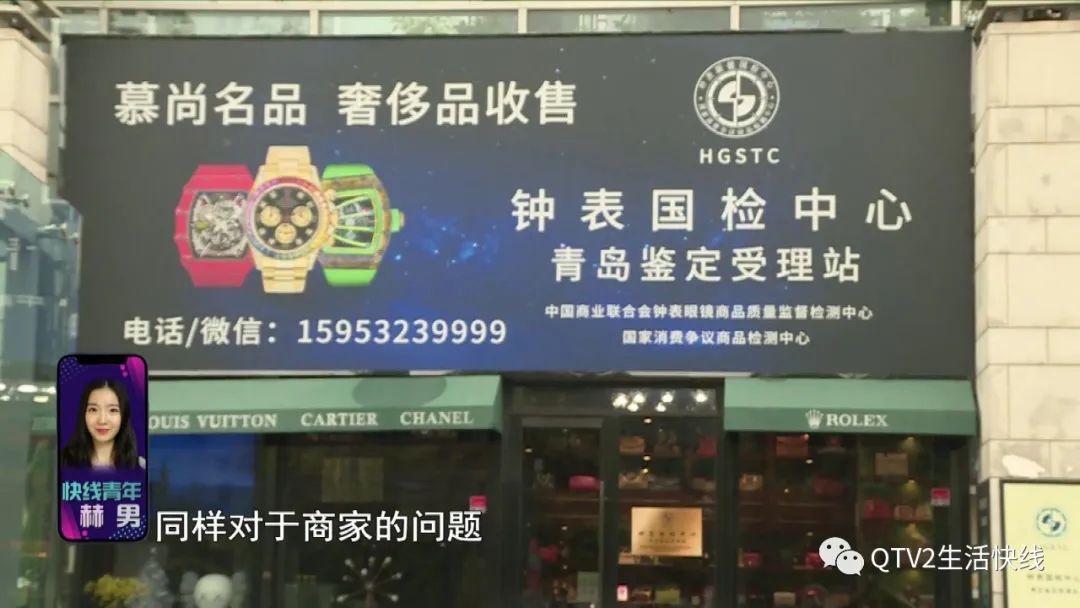 慕尚名品 奢侈品收售
HGSTC
钟表国检中心
青岛鉴定受理站
中国商业联合会钟表眼镜商品质量监督检测中心
国家消费争议商品检测中心
电话/微信：15953239999
OUIS VUITTON CARTIER CHANEL
ROLEX
快线青年
赫 男
同样对于商家的问题
QTV2生活快线